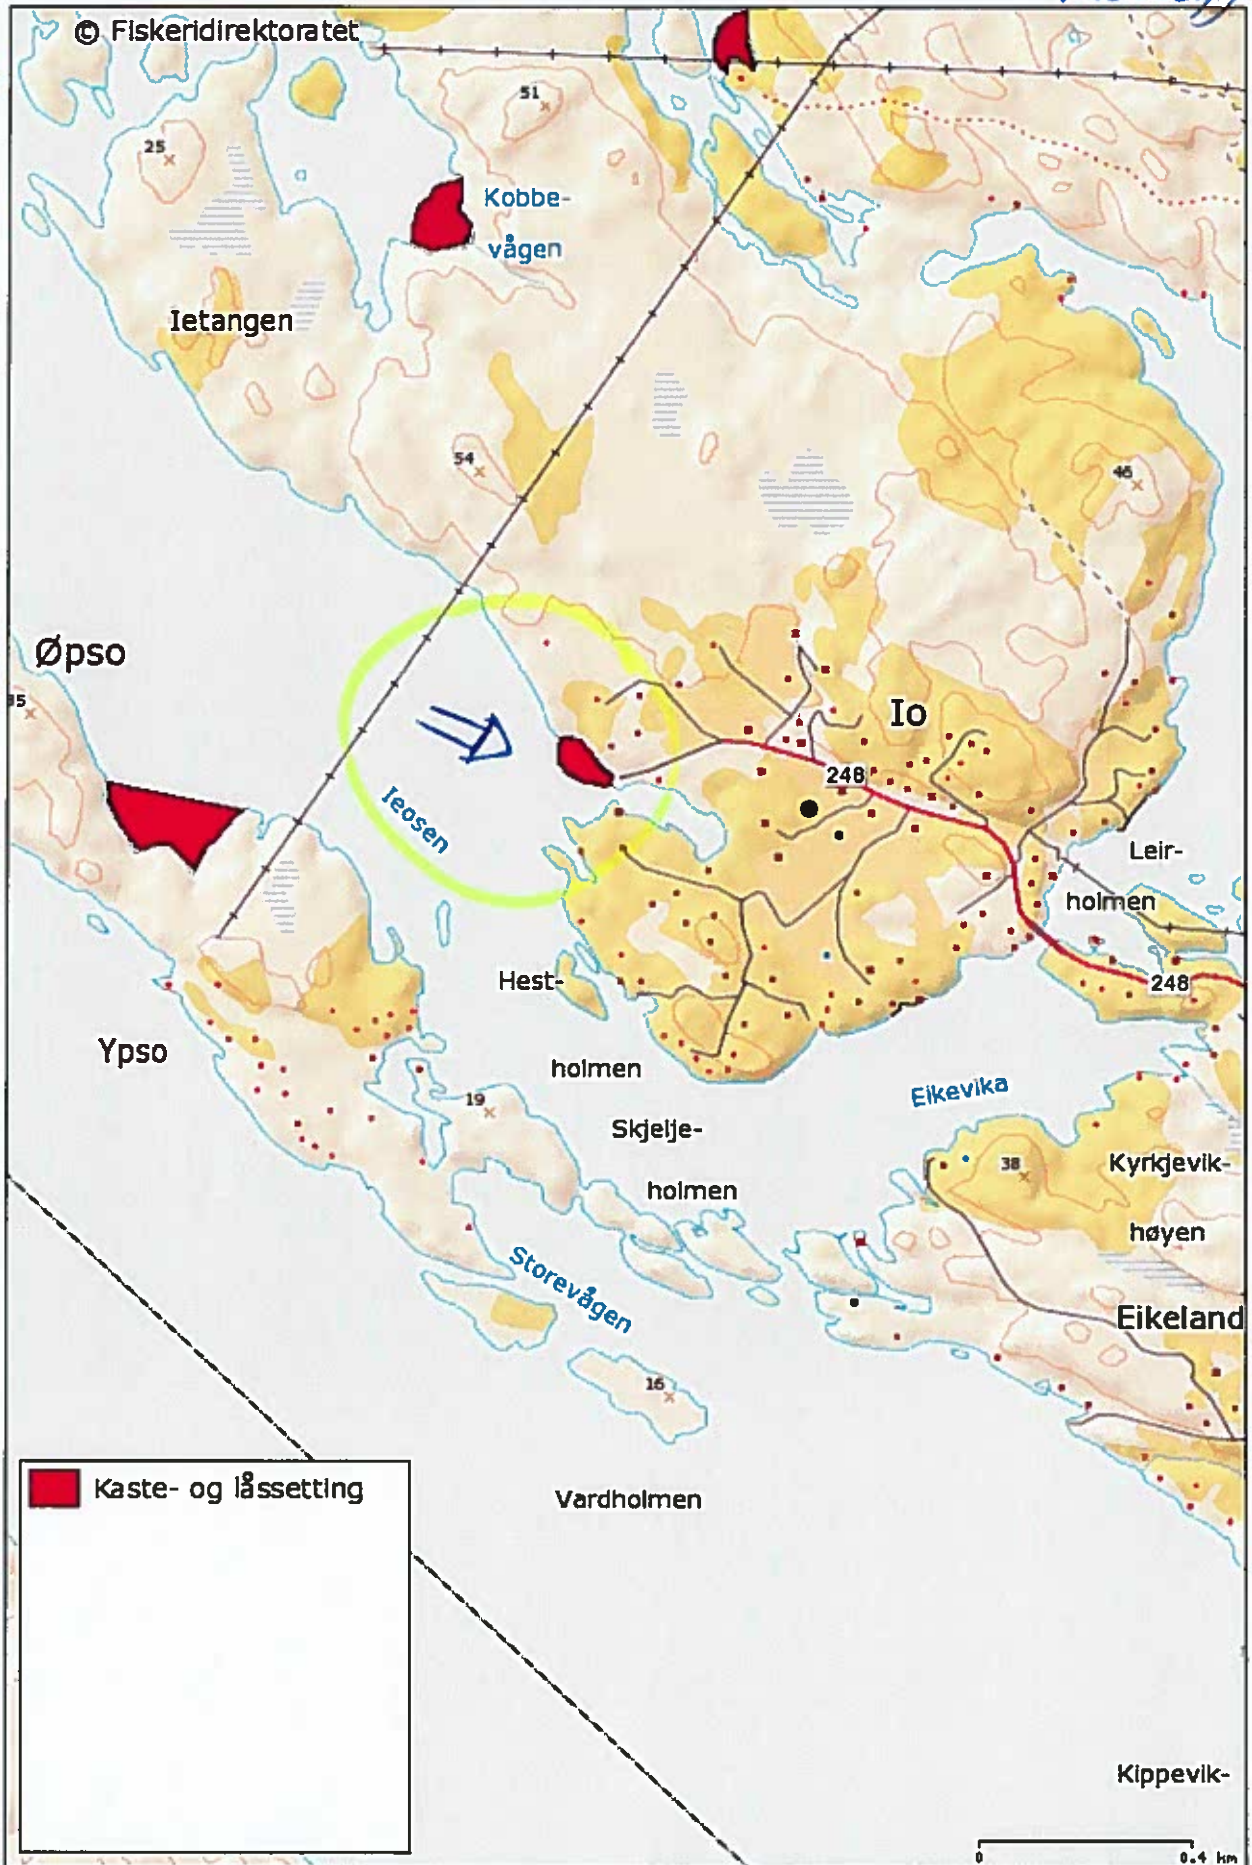 © Fiskeridirektoratet
51
25
Kobbe-
vågen
Ietangen
54
46
Øpso
35
Io
248
Ieosen
Leir-
holmen
Hest-
248
Ypso
holmen
Eikevika
19
Skjelje-
38
Kyrkjevik-
holmen
høyen
Storevågen
Eikeland
16
Kaste- og låssetting
Vardholmen
Kippevik-
0
0.4 km